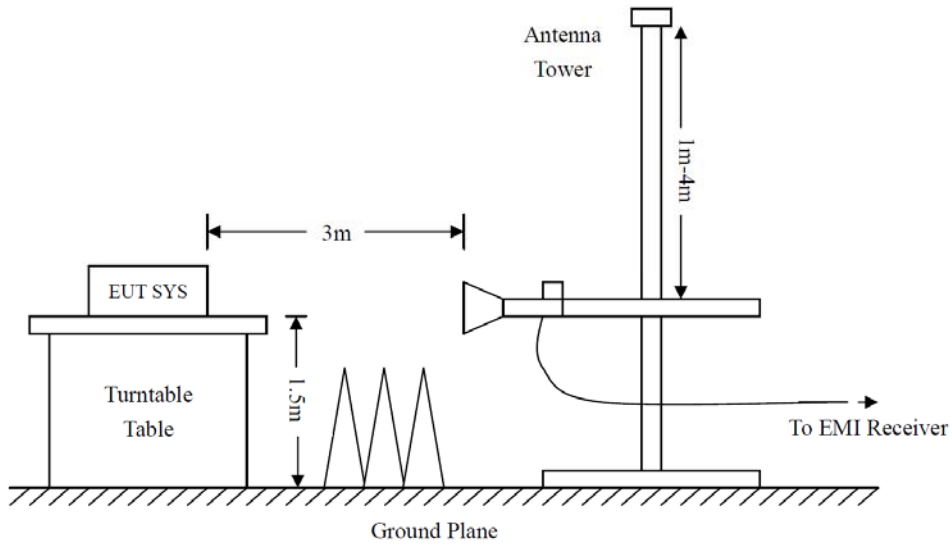 Antenna
Tower
1m-4m
3m
EUT SYS
1.5m
Turntable
Table
To EMI Receiver
Ground Plane